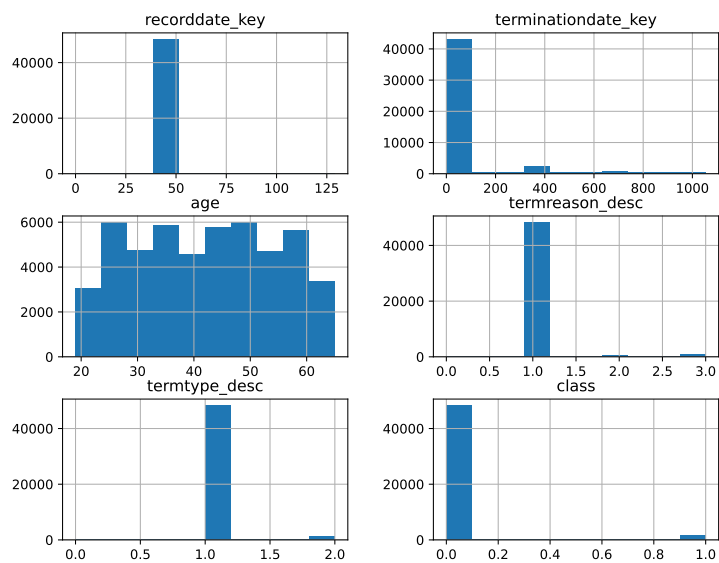 recorddate_key
40000
20000
0
0 25 50 75 100 125
terminationdate_key
40000
30000
20000
10000
0
0 200 400 600 800 1000
age
6000
4000
2000
0
20 30 40 50 60
termreason_desc
40000
20000
0
0.0 0.5 1.0 1.5 2.0 2.5 3.0
termtype_desc
40000
20000
0
0.0 0.5 1.0 1.5 2.0
class
40000
20000
0
0.0 0.2 0.4 0.6 0.8 1.0